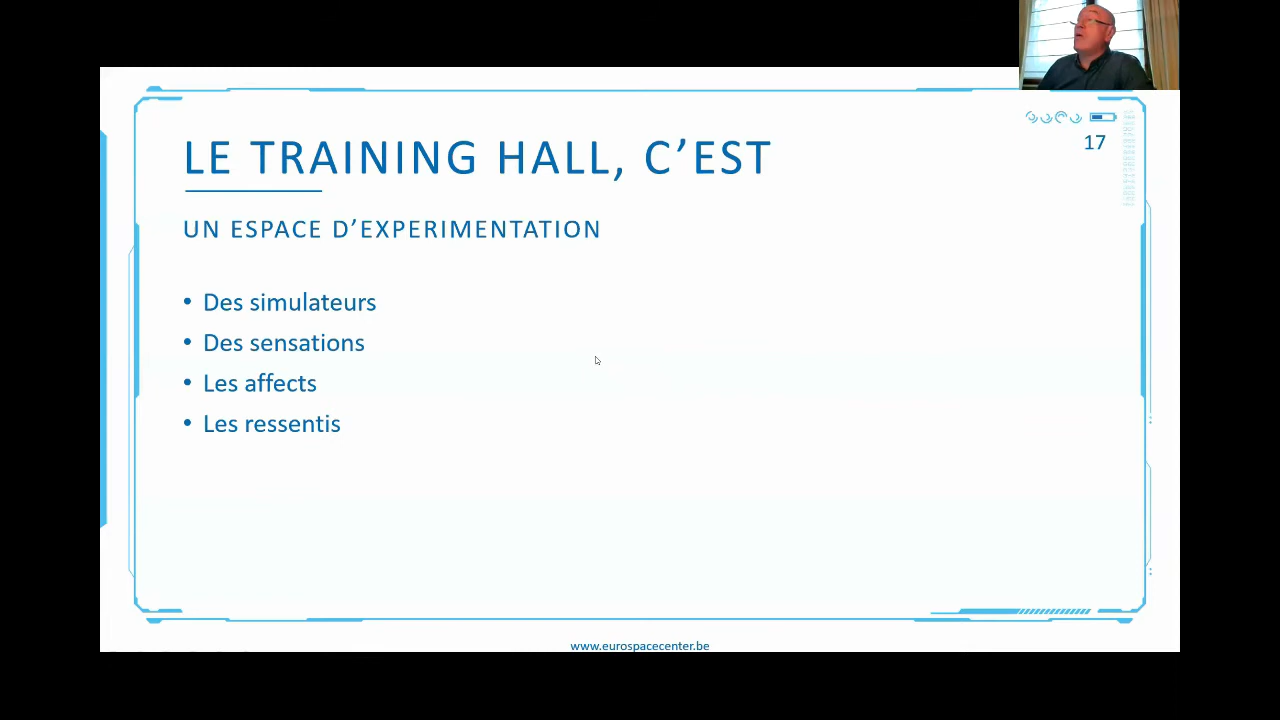 LE TRAINING HALL, C’EST
17
UN ESPACE D’EXPERIMENTATION
• Des simulateurs
• Des sensations
• Les affects
• Les ressentis
www.eurospacecenter.be